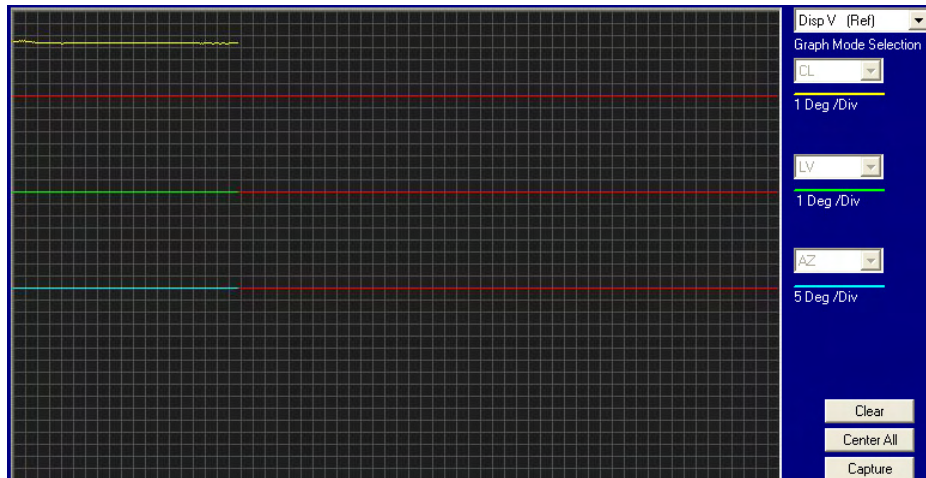 Disp V   (Ref)
Graph Mode Selection
CL
1 Deg /Div
LV
1 Deg /Div
AZ
5 Deg /Div
Clear
Center All
Capture